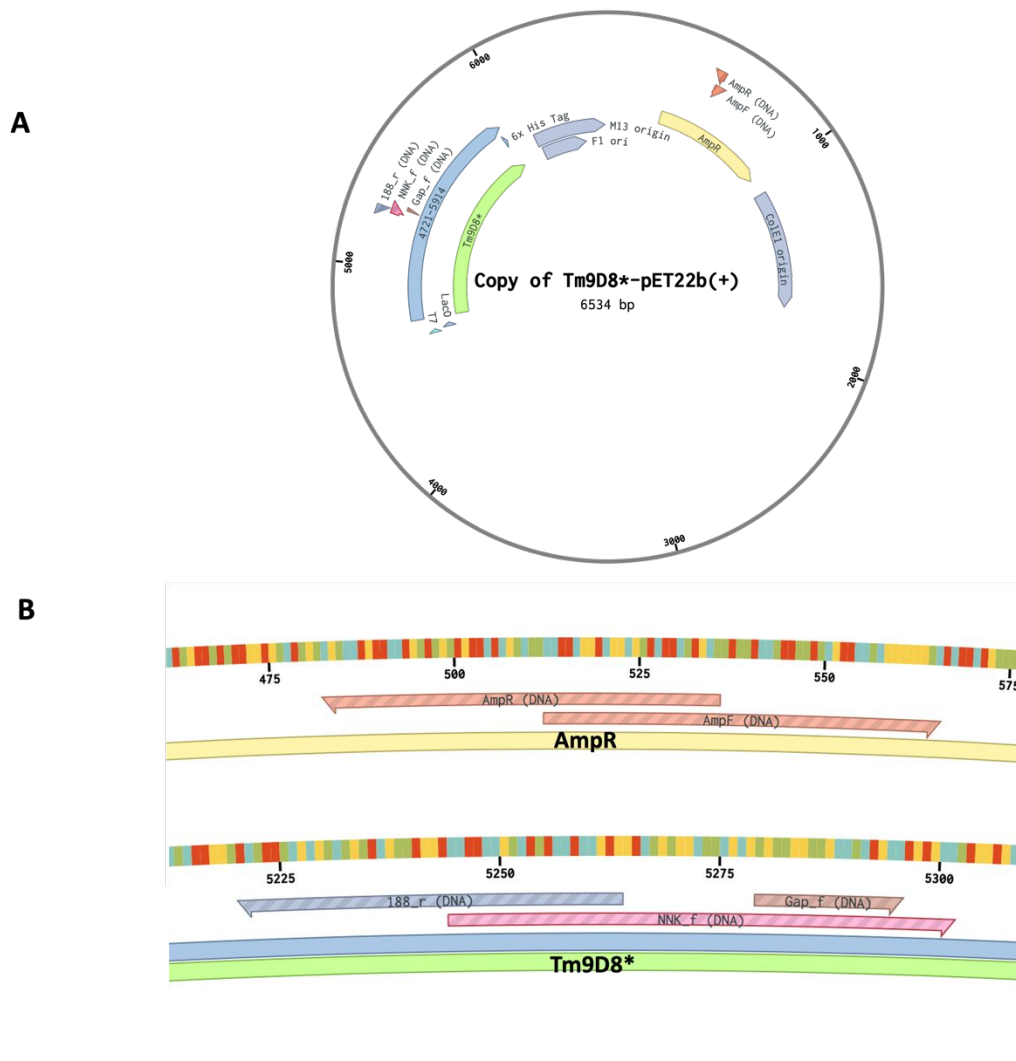 A
6000
AmpR (DNA)
AmpF (DNA)
1000
6x His Tag
M13 origin
F1 ori
AmpR
188_r (DNA)
NNK_f (DNA)
Gap_f (DNA)
4721-5914
Tm9D8*
ColE1 origin
5000
Copy of Tm9D8*-pET22b(+)
6534 bp
LacO
T7
2000
4000
3000
B
475
500
525
550
575
AmpR (DNA)
AmpF (DNA)
AmpR
5225
5250
5275
5300
188_r (DNA)
Gap_f (DNA)
NNK_f (DNA)
Tm9D8*